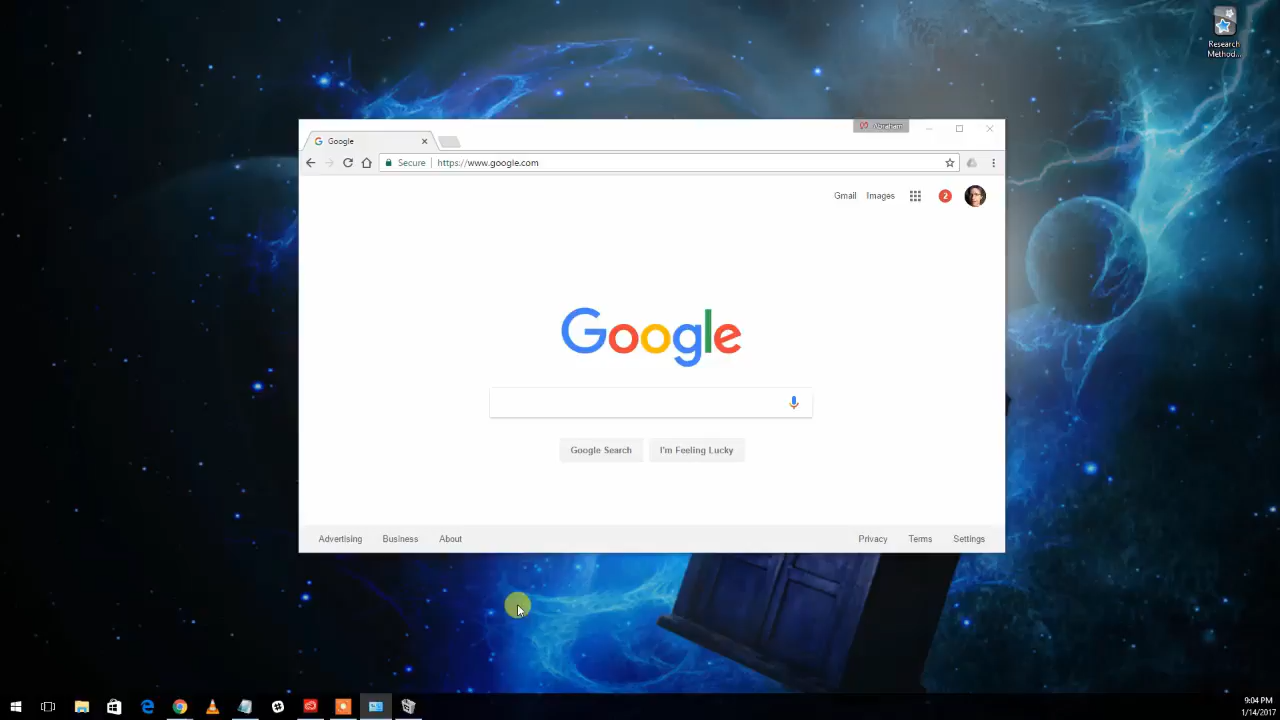 Research
Method...
Abraham
Google
Secure
https://www.google.com
Gmail
Images
2
Google
Google Search
I'm Feeling Lucky
Advertising
Business
About
Privacy
Terms
Settings
9:04 PM
1/14/2017